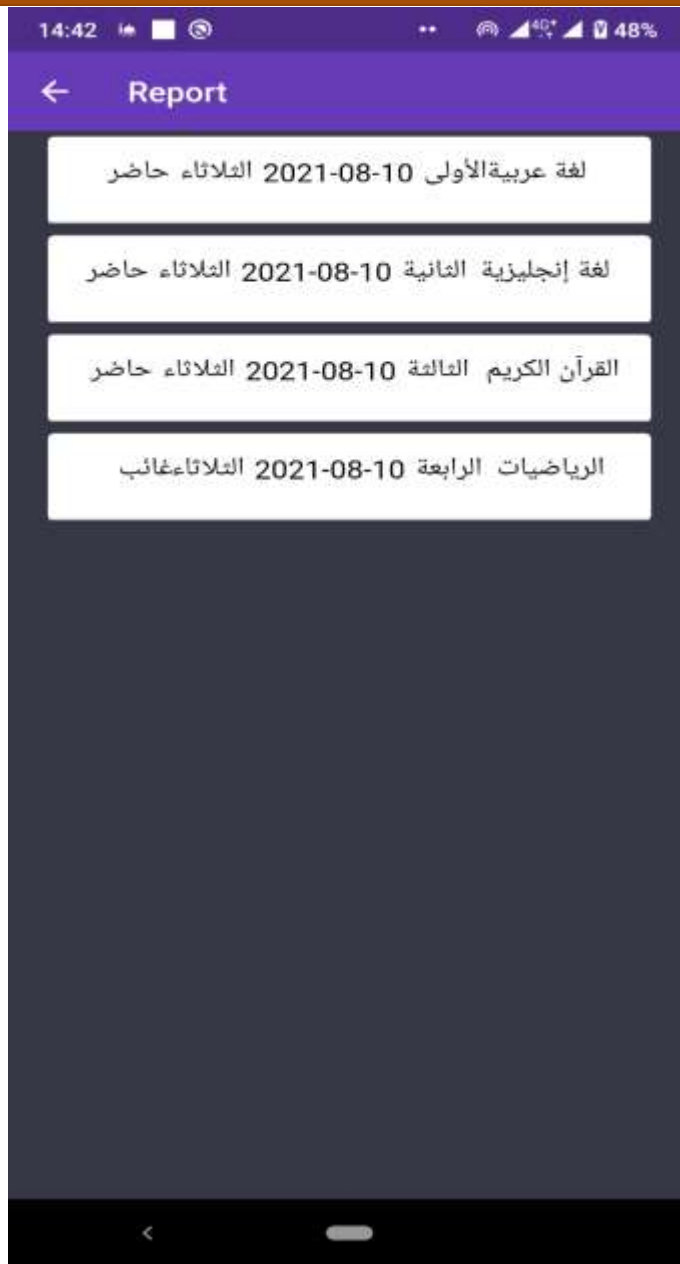 14:42
48%
Report
لغة عربيةالأولى 10-08-2021 الثلاثاء حاضر
لغة إنجليزية الثانية 10-08-2021 الثلاثاء حاضر
القرآن الكريم الثالثة 10-08-2021 الثلاثاء حاضر
الرياضيات الرابعة 10-08-2021 الثلاثاءغائب